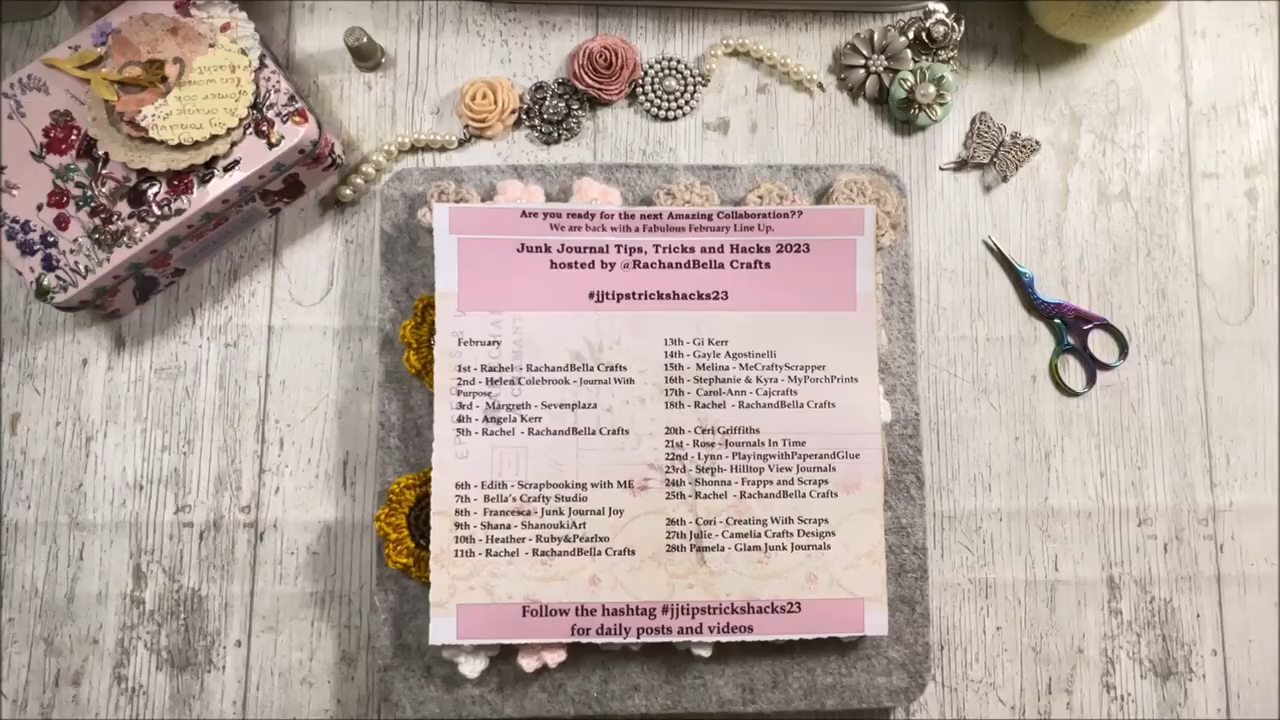 Are you ready for the next Amazing Collaboration??
We are back with a Fabulous February Line Up.
Junk Journal Tips, Tricks and Hacks 2023
hosted by @RachandBella Crafts
#jjtipstrickshacks23
February
1st - Rachel - RachandBella Crafts
2nd - Helen Colebrook - Journal With
Purpose
3rd - Margreth - Sevenplaza
4th - Angela Kerr
5th - Rachel - RachandBella Crafts
6th - Edith - Scrapbooking with ME
7th - Bella's Crafty Studio
8th - Francesca - Junk Journal Joy
9th - Shana - ShanoukiArt
10th - Heather - Ruby&Pearlxo
11th - Rachel - RachandBella Crafts
13th - Gi Kerr
14th - Gayle Agostinelli
15th - Melina - MeCraftyScrapper
16th - Stephanie & Kyra - MyPorchPrints
17th - Carol-Ann - Cajcrafts
18th - Rachel - RachandBella Crafts
20th - Ceri Griffiths
21st - Rose - Journals In Time
22nd - Lynn - PlayingwithPaperandGlue
23rd - Steph- Hilltop View Journals
24th - Shonna - Frapps and Scraps
25th - Rachel - RachandBella Crafts
26th - Cori - Creating With Scraps
27th Julie - Camelia Crafts Designs
28th Pamela - Glam Junk Journals
Follow the hashtag #jjtipstrickshacks23
for daily posts and videos